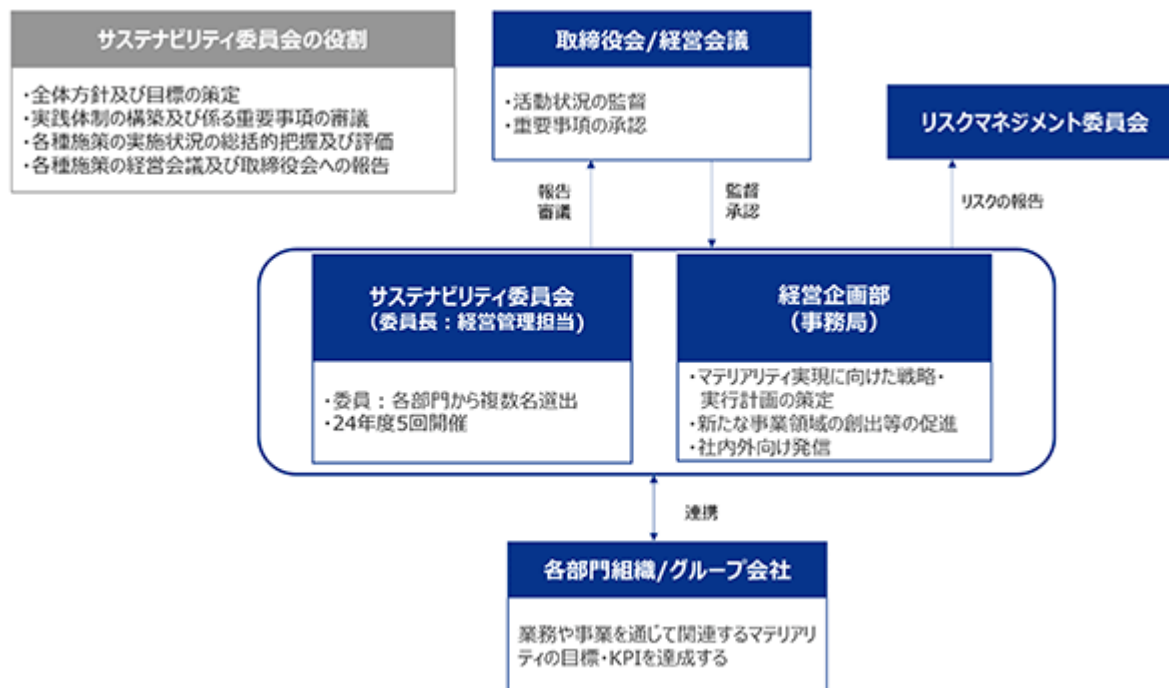 サステナビリティ委員会の役割
・全体方針及び目標の策定
・実践体制の構築及び係る重要事項の審議
・各種施策の実施状況の総括的把握及び評価
・各種施策の経営会議及び取締役会への報告
取締役会/経営会議
・活動状況の監督
・重要事項の承認
リスクマネジメント委員会
報告
審議
監督
承認
リスクの報告
サステナビリティ委員会
（委員長：経営管理担当)
・委員：各部門から複数名選出
・24年度5回開催
経営企画部
（事務局）
・マテリアリティ実現に向けた戦略・
実行計画の策定
・新たな事業領域の創出等の促進
・社内外向け発信
連携
各部門組織/グループ会社
業務や事業を通じて関連するマテリアリ
ティの目標・KPIを達成する